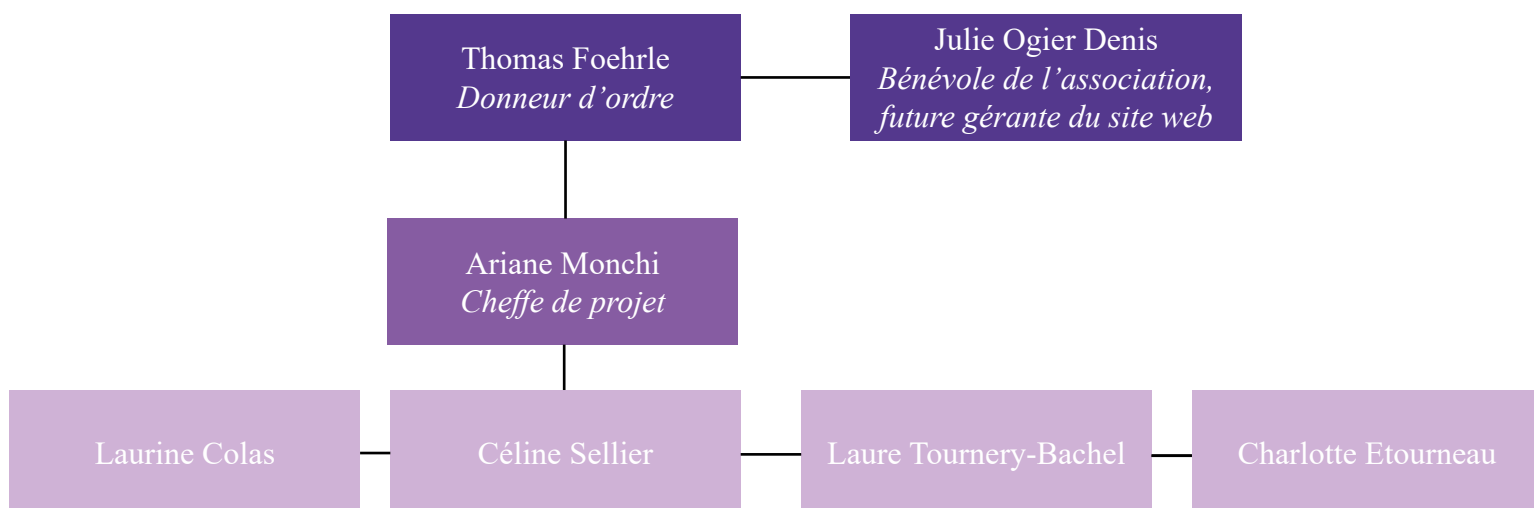 Thomas Foehrle
Donneur d’ordre
Julie Ogier Denis
Bénévole de l’association,
future gérante du site web
Ariane Monchi
Cheffe de projet
Laurine Colas
Céline Sellier
Laure Tournery-Bachel
Charlotte Etourneau